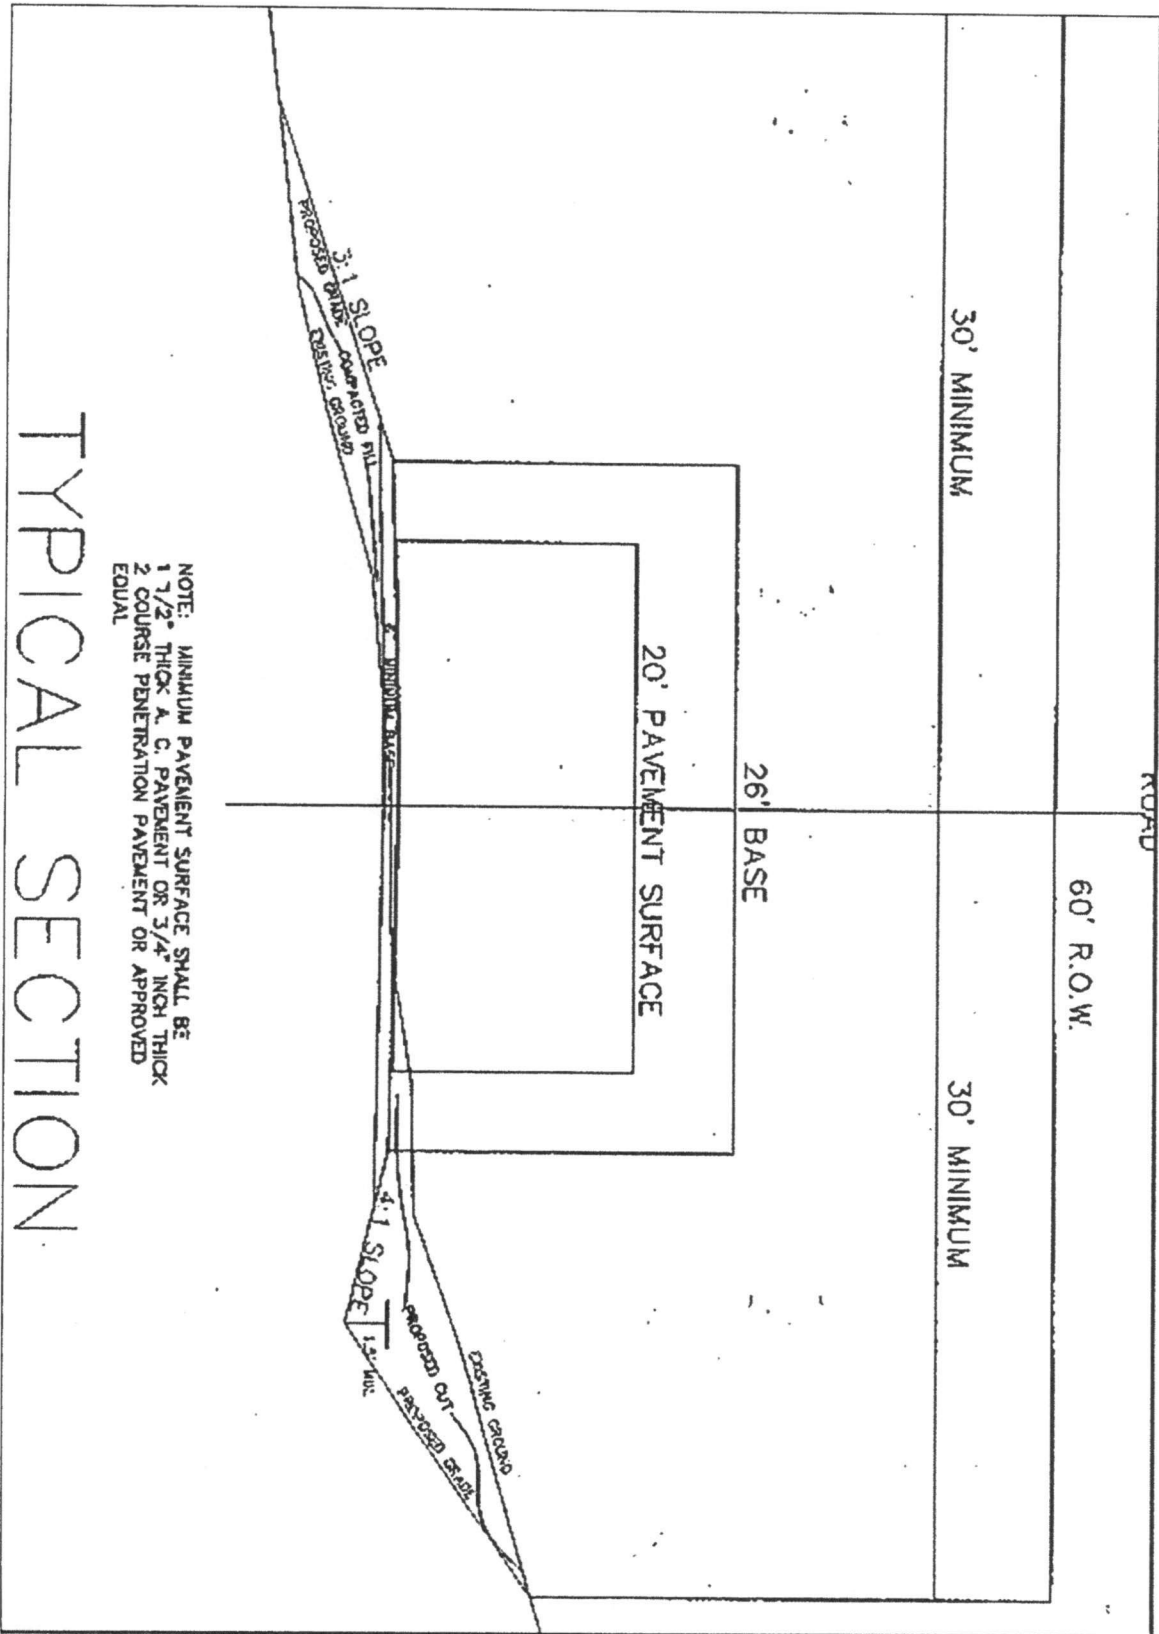 ROAD
60' R.O.W.
30' MINIMUM
30' MINIMUM
26' BASE
20' PAVEMENT SURFACE
3:1 SLOPE
PROPOSED GRADE
COMPACTED FILL
EXISTING GROUND
MINIMUM BASE
4:1 SLOPE
PROPOSED CUT
EXISTING GROUND
PROPOSED GRADE
NOTE: MINIMUM PAVEMENT SURFACE SHALL BE
1 1/2" THICK A. C. PAVEMENT OR 3/4" INCH THICK
2 COURSE PENETRATION PAVEMENT OR APPROVED
EQUAL
TYPICAL SECTION